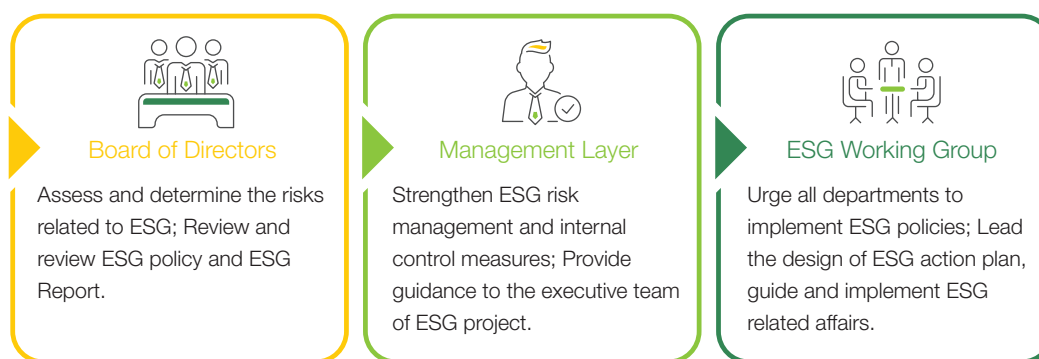 Board of Directors
Assess and determine the risks
related to ESG; Review and
review ESG policy and ESG
Report.
Management Layer
Strengthen ESG risk
management and internal
control measures; Provide
guidance to the executive team
of ESG project.
ESG Working Group
Urge all departments to
implement ESG policies; Lead
the design of ESG action plan,
guide and implement ESG
related affairs.